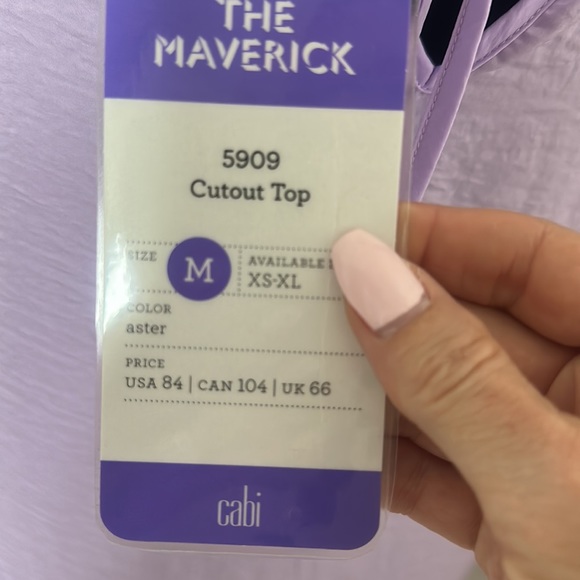 THE
MAVERICK
5909
Cutout Top
SIZE
M
AVAILABLE
XS-XL
COLOR
aster
PRICE
USA 84 | CAN 104 | UK 66
cabi